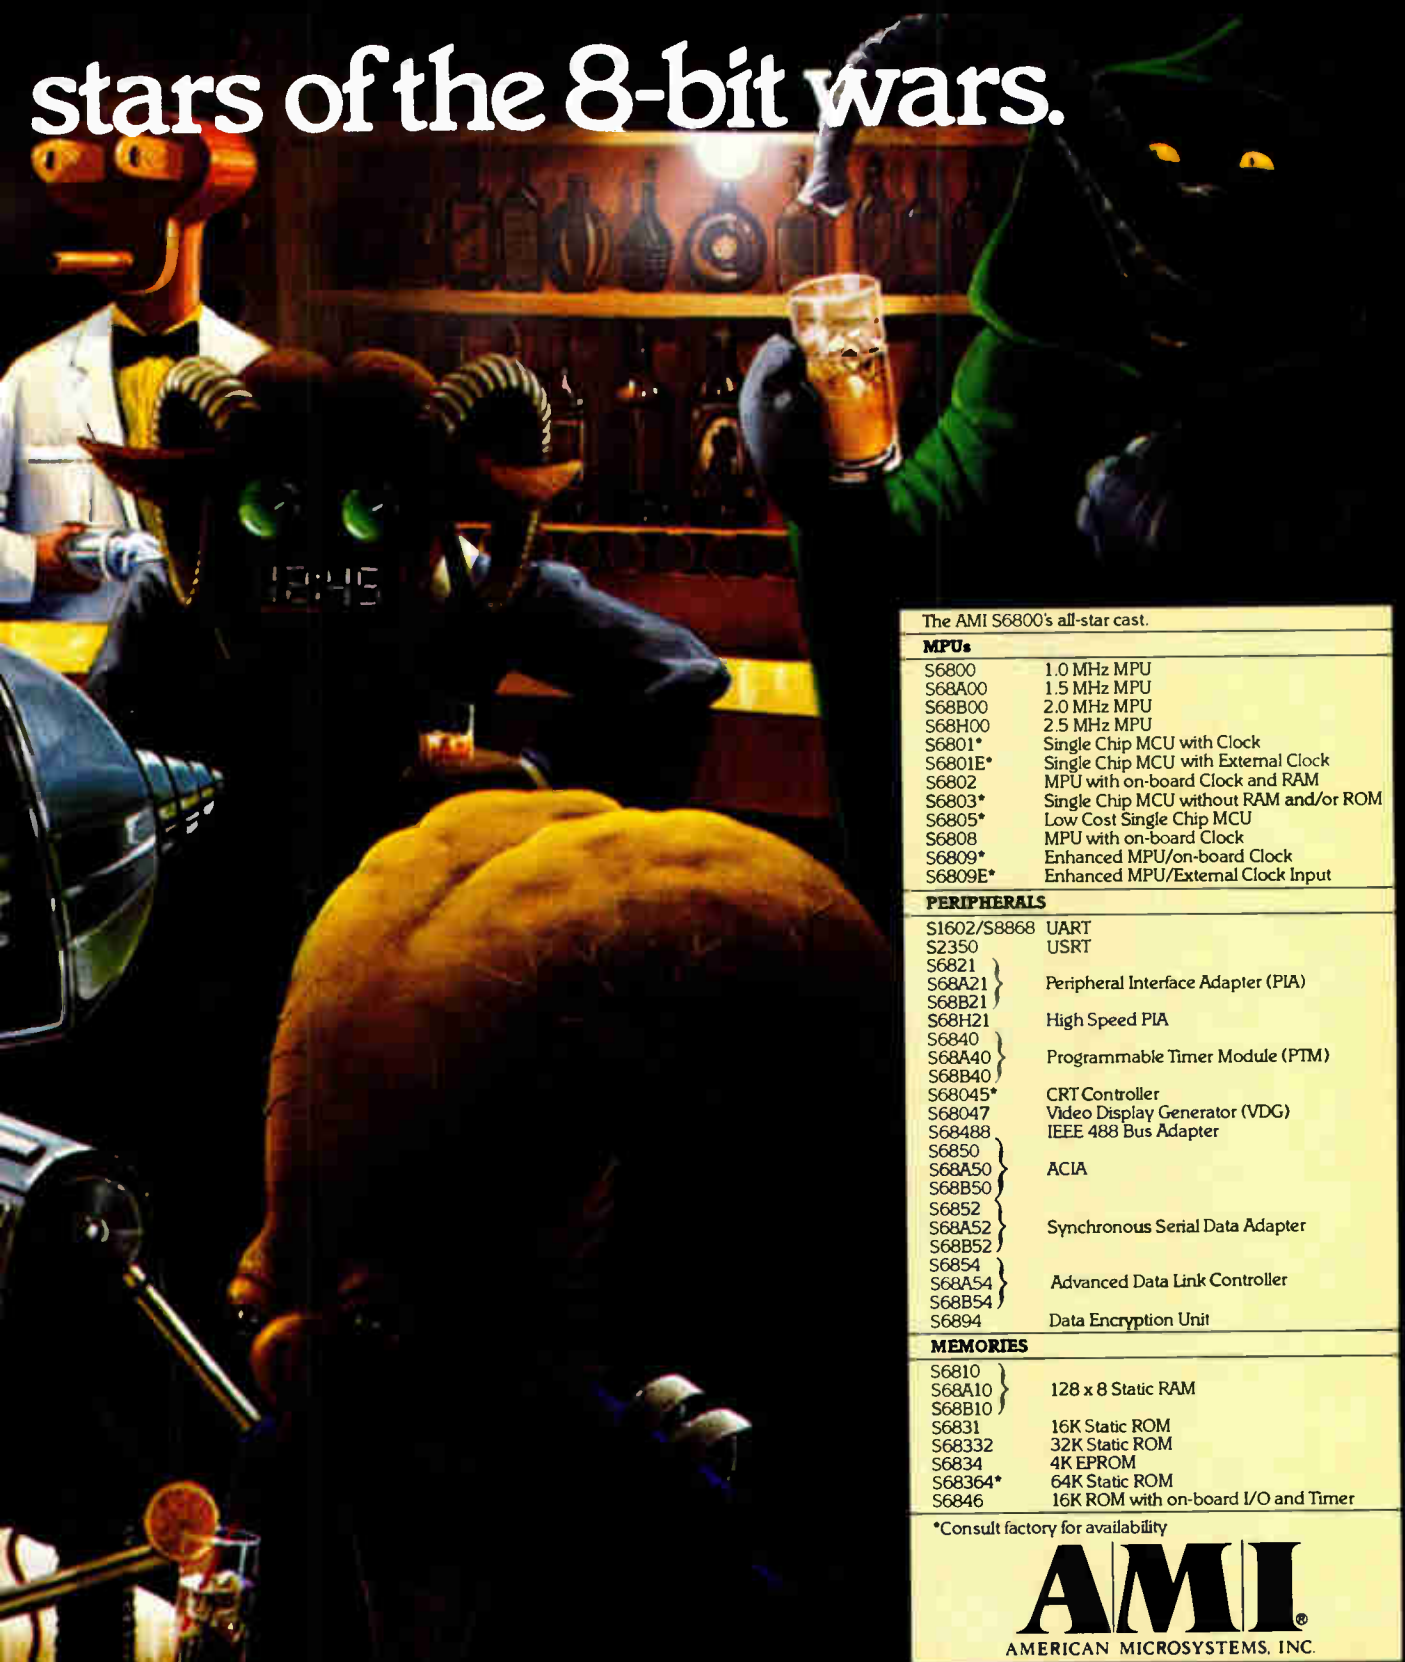 stars of the 8-bit wars.
12:45
The AMI S6800's all-star cast.
MPUs
S6800 1.0 MHz MPU
S68A00 1.5 MHz MPU
S68B00 2.0 MHz MPU
S68H00 2.5 MHz MPU
S6801* Single Chip MCU with Clock
S6801E* Single Chip MCU with External Clock
S6802 MPU with on-board Clock and RAM
S6803* Single Chip MCU without RAM and/or ROM
S6805* Low Cost Single Chip MCU
S6808 MPU with on-board Clock
S6809* Enhanced MPU/on-board Clock
S6809E* Enhanced MPU/External Clock Input
PERIPHERALS
S1602/S8868 UART
S2350 USRT
S6821
S68A21 Peripheral Interface Adapter (PIA)
S68B21
S68H21 High Speed PIA
S6840
S68A40 Programmable Timer Module (PTM)
S68B40
S68045* CRT Controller
S68047 Video Display Generator (VDG)
S68488 IEEE 488 Bus Adapter
S6850
S68A50 ACIA
S68B50
S6852
S68A52 Synchronous Serial Data Adapter
S68B52
S6854
S68A54 Advanced Data Link Controller
S68B54
S6894 Data Encryption Unit
MEMORIES
S6810
S68A10 128 x 8 Static RAM
S68B10
S6831 16K Static ROM
S68332 32K Static ROM
S6834 4K EPROM
S68364* 64K Static ROM
S6846 16K ROM with on-board I/O and Timer
*Consult factory for availability
AMI®
AMERICAN MICROSYSTEMS, INC.